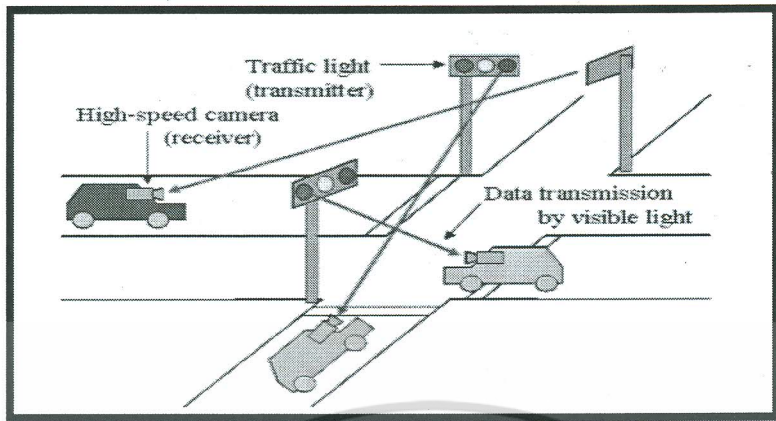 Traffic light
(transmitter)
High-speed camera
(receiver)
Data transmission
by visible light